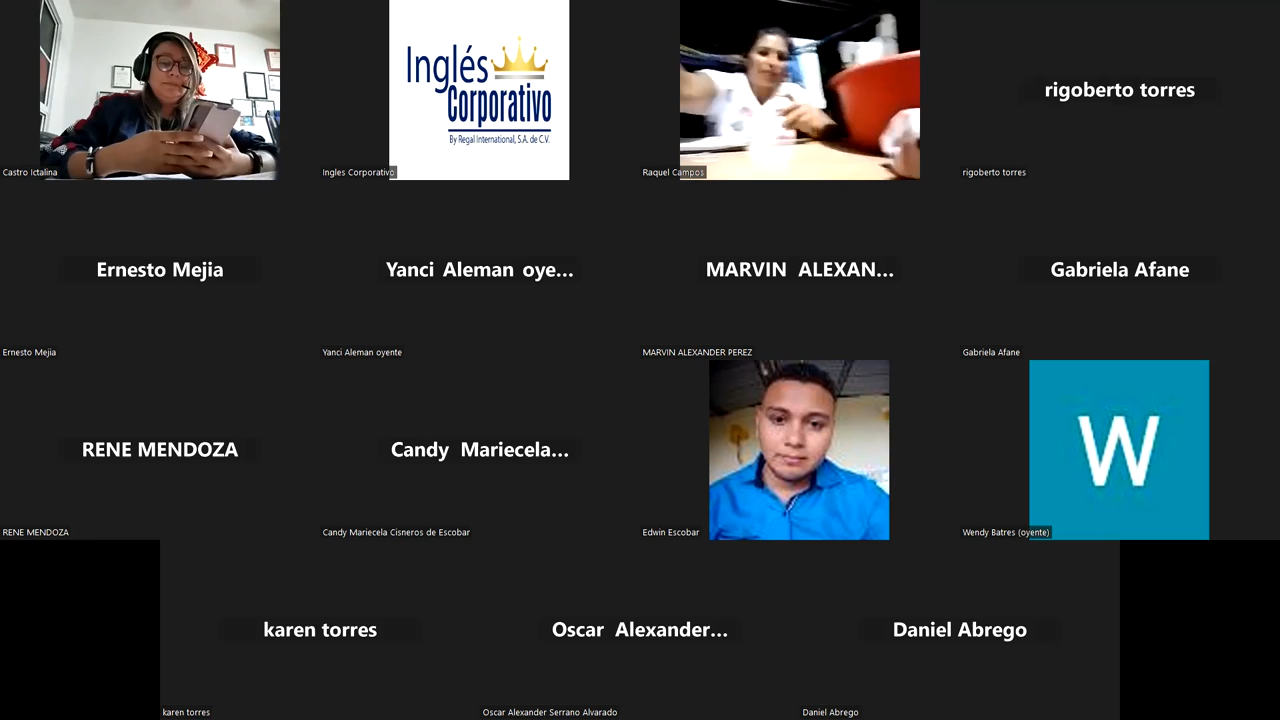 Castro Ictalina
Inglés
Corporativo
By Regal International, S.A. de C.V.
Ingles Corporativo
Raquel Campos
rigoberto torres
rigoberto torres
Ernesto Mejia
Ernesto Mejia
Yanci Aleman oye...
Yanci Aleman oyente
MARVIN ALEXAN...
MARVIN ALEXANDER PEREZ
Gabriela Afane
Gabriela Afane
RENE MENDOZA
RENE MENDOZA
Candy Mariecela...
Candy Mariecela Cisneros de Escobar
Edwin Escobar
W
Wendy Batres (oyente)
karen torres
karen torres
Oscar Alexander...
Oscar Alexander Serrano Alvarado
Daniel Abrego
Daniel Abrego